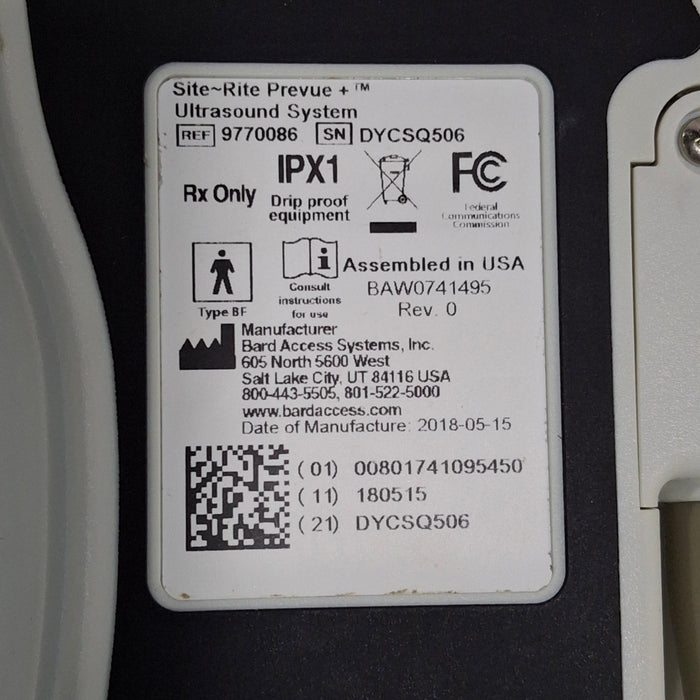 Site~Rite Prevue + ™
Ultrasound System
REF 9770086 SN DYCSQ506
Rx Only
IPX1
Drip proof
equipment
FC
Federal
Communications
Commission
Type BF
i
Consult
instructions
for use
Assembled in USA
BAW0741495
Rev. 0
Manufacturer
Bard Access Systems, Inc.
605 North 5600 West
Salt Lake City, UT 84116 USA
800-443-5505, 801-522-5000
www.bardaccess.com
Date of Manufacture: 2018-05-15
(01) 00801741095450
(11) 180515
(21) DYCSQ506